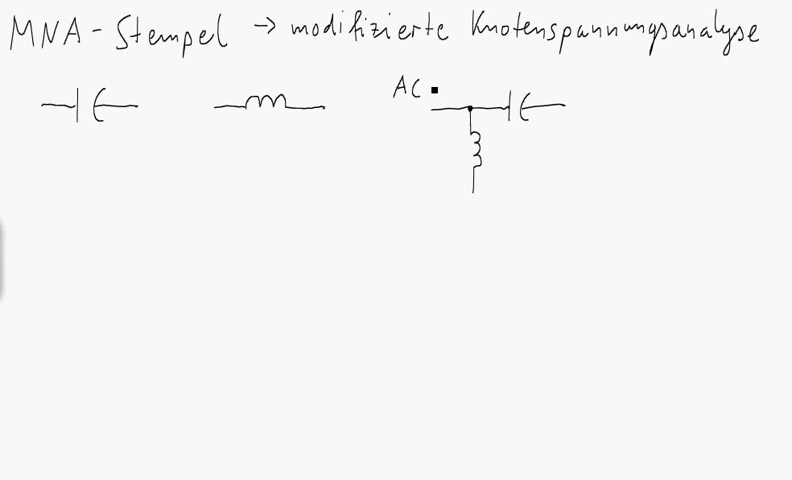 MNA - Stempel → modifizierte Knotenspannungsanalyse
AC